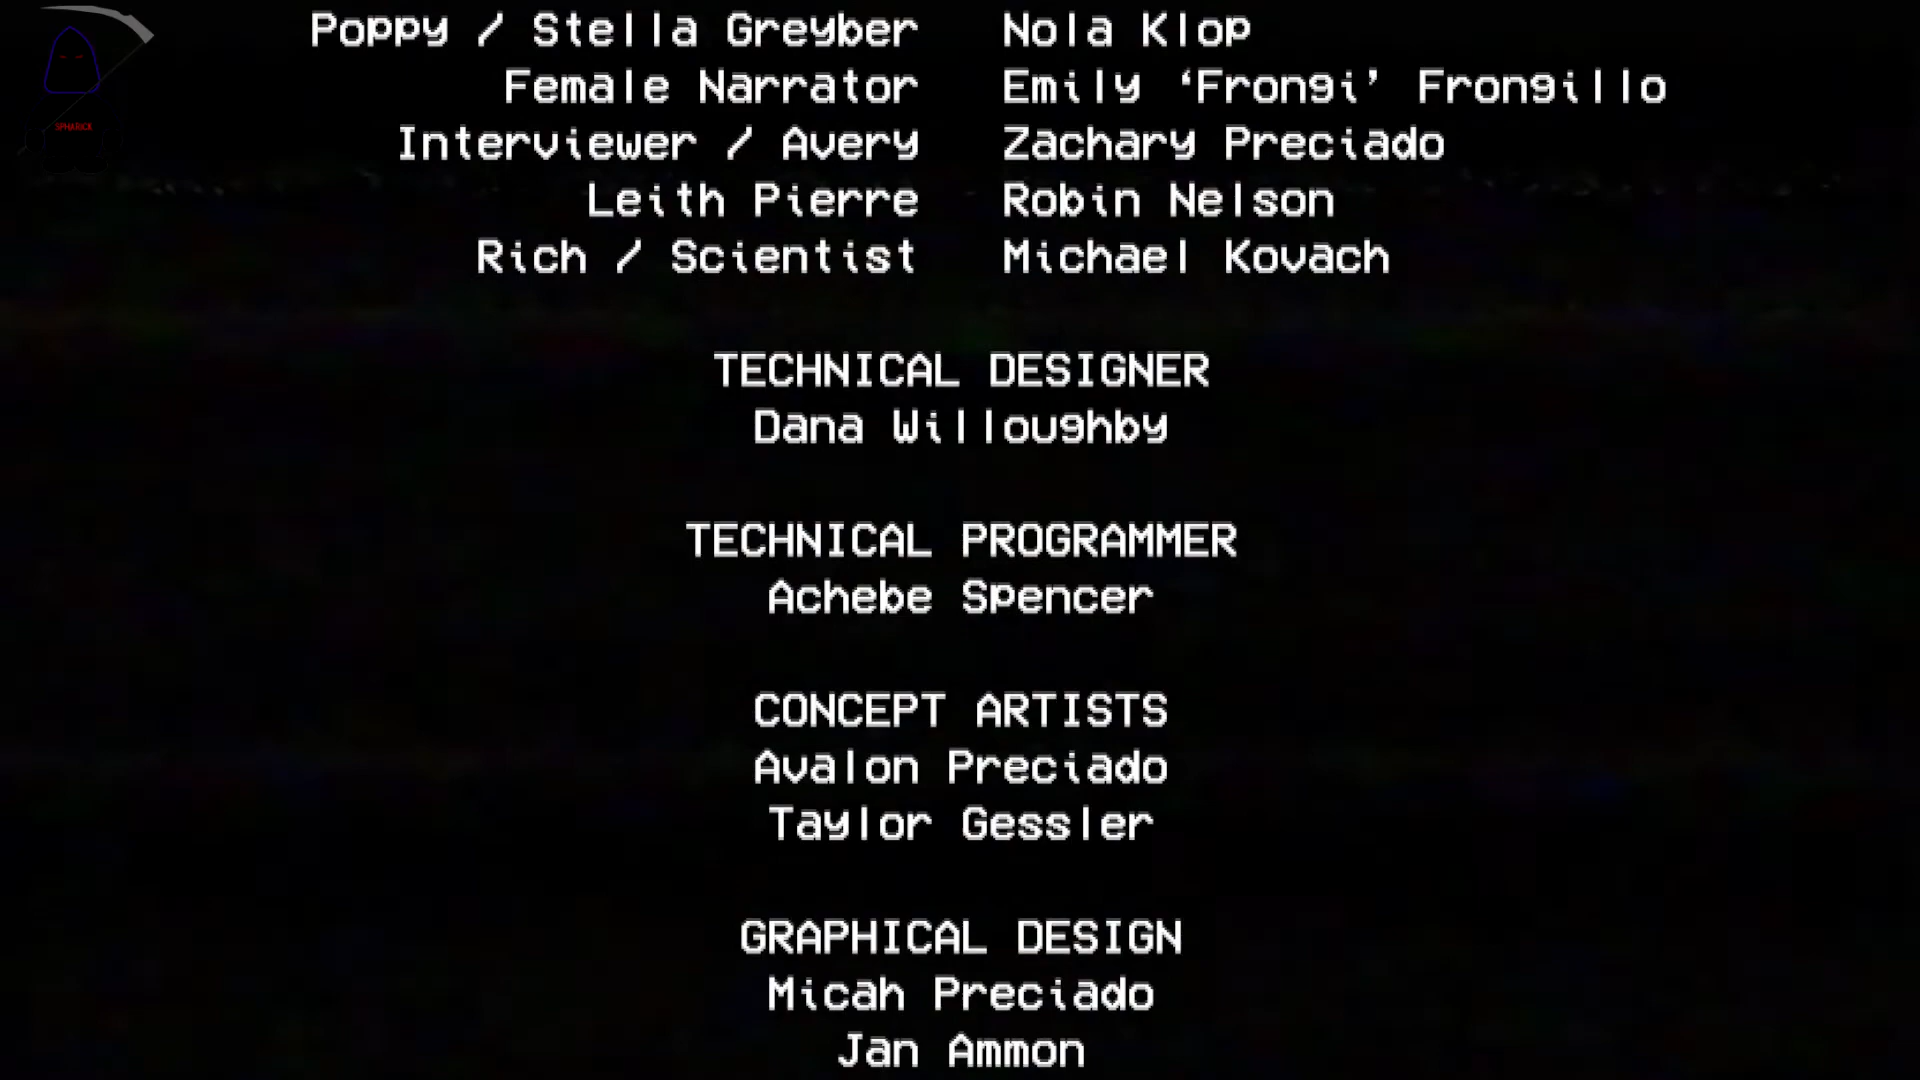 Poppy / Stella Greyber Nola Klop
Female Narrator Emily ‘Frongi’ Frongillo
Interviewer / Avery Zachary Preciado
Leith Pierre Robin Nelson
Rich / Scientist Michael Kovach
SPHARICK
TECHNICAL DESIGNER
Dana Willoughby
TECHNICAL PROGRAMMER
Achebe Spencer
CONCEPT ARTISTS
Avalon Preciado
Taylor Gessler
GRAPHICAL DESIGN
Micah Preciado
Jan Ammon